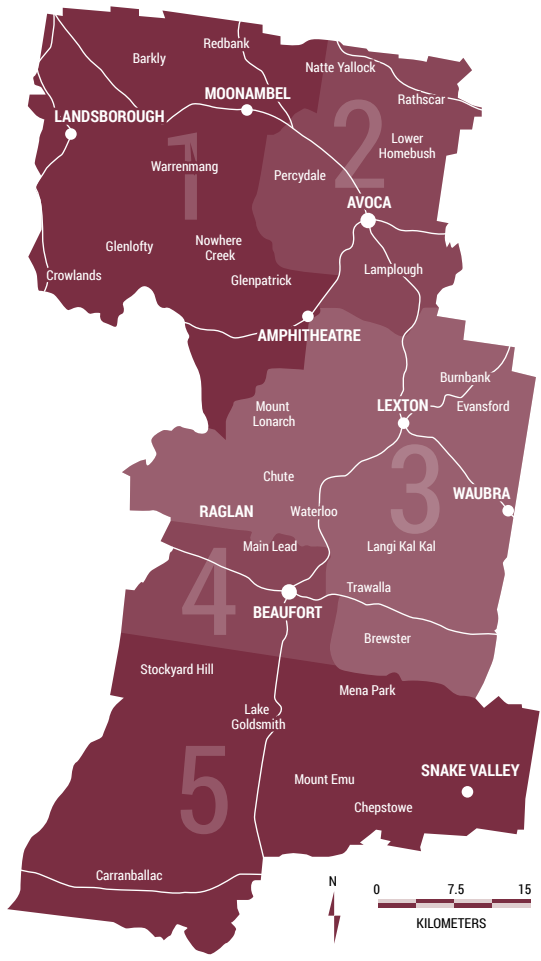 Redbank
Barkly
Natte Yallock
MOONAMBEL
Rathscar
LANDSBOROUGH
1
2
Lower
Homebush
Warrenmang
Percydale
AVOCA
Nowhere
Creek
Glenlofty
Lamplough
Crowlands
Glenpatrick
AMPHITHEATRE
Burnbank
Mount
Lonarch
LEXTON
Evansford
Chute
3
WAUBRA
RAGLAN
Waterloo
Main Lead
Langi Kal Kal
4
Trawalla
BEAUFORT
Brewster
Stockyard Hill
Mena Park
Lake
Goldsmith
5
Mount Emu
SNAKE VALLEY
Chepstowe
Carranballac
N
0 7.5 15
KILOMETERS